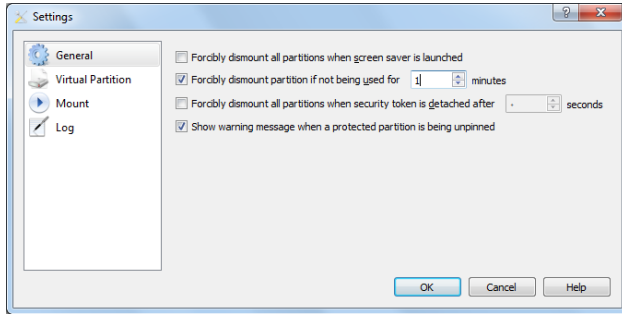 Settings
General
Virtual Partition
Mount
Log
Forcibly dismount all partitions when screen saver is launched
Forcibly dismount partition if not being used for 1 minutes
Forcibly dismount all partitions when security token is detached after seconds
Show warning message when a protected partition is being unpinned
OK Cancel Help